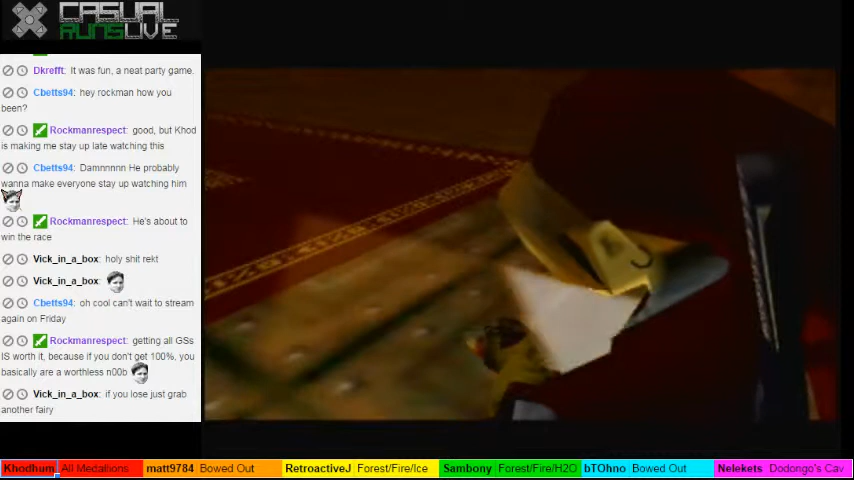 CASUAL
RUNSLIVE
Dkrefft: It was fun, a neat party game.
Cbetts94: hey rockman how you
been?
Rockmanrespect: good, but Khod
is making me stay up late watching this
Cbetts94: Damnnnnn He probably
wanna make everyone stay up watching him
Rockmanrespect: He's about to
win the race
Vick_in_a_box: holy shit rekt
Vick_in_a_box:
Cbetts94: oh cool can't wait to stream
again on Friday
Rockmanrespect: getting all GSs
IS worth it, because if you don't get 100%, you
basically are a worthless n00b
Vick_in_a_box: if you lose just grab
another fairy
Khodhum All Medallions matt9784 Bowed Out RetroactiveJ Forest/Fire/Ice Sambony Forest/Fire/H2O bTOhno Bowed Out Nelekets Dodongo's Cav